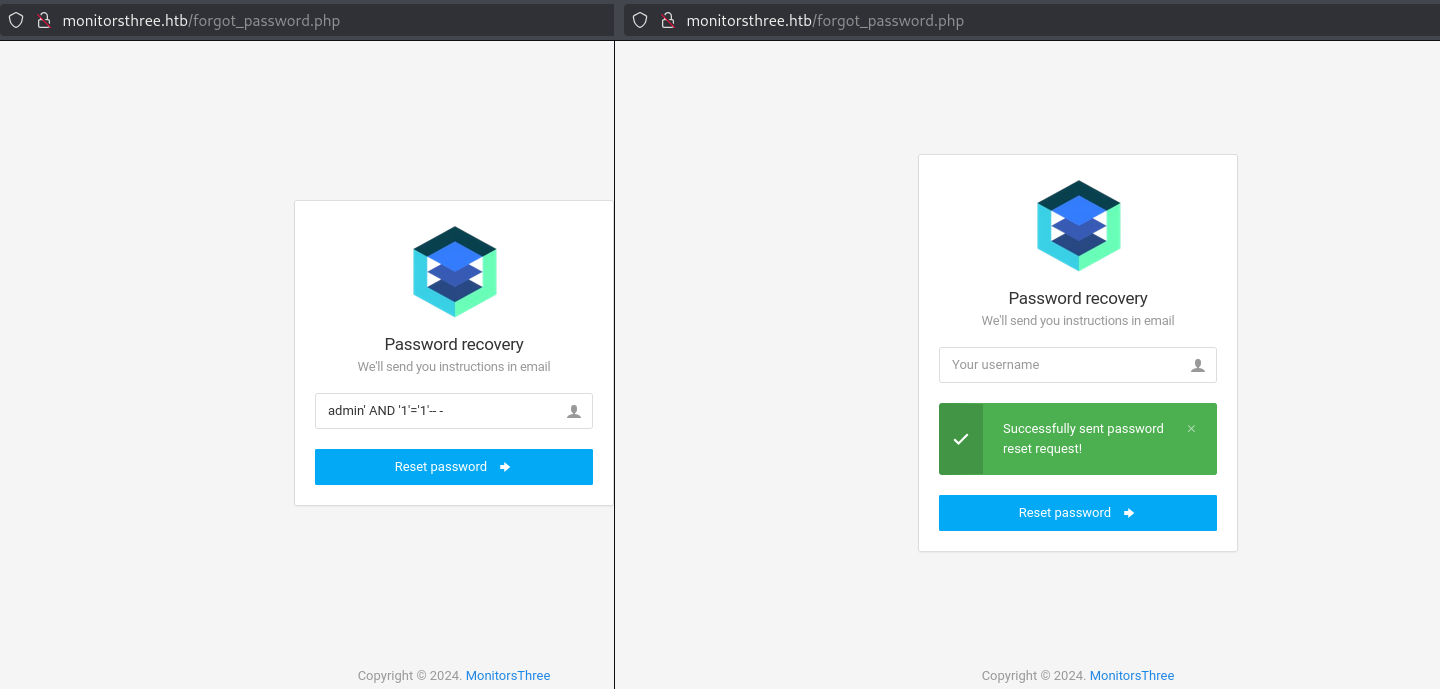 monitorsthree.htb/forgot_password.php
Password recovery
We'll send you instructions in email
admin' AND '1'='1'-- -
Reset password
Copyright © 2024. MonitorsThree
monitorsthree.htb/forgot_password.php
Password recovery
We'll send you instructions in email
Your username
Successfully sent password
reset request!
×
Reset password
Copyright © 2024. MonitorsThree